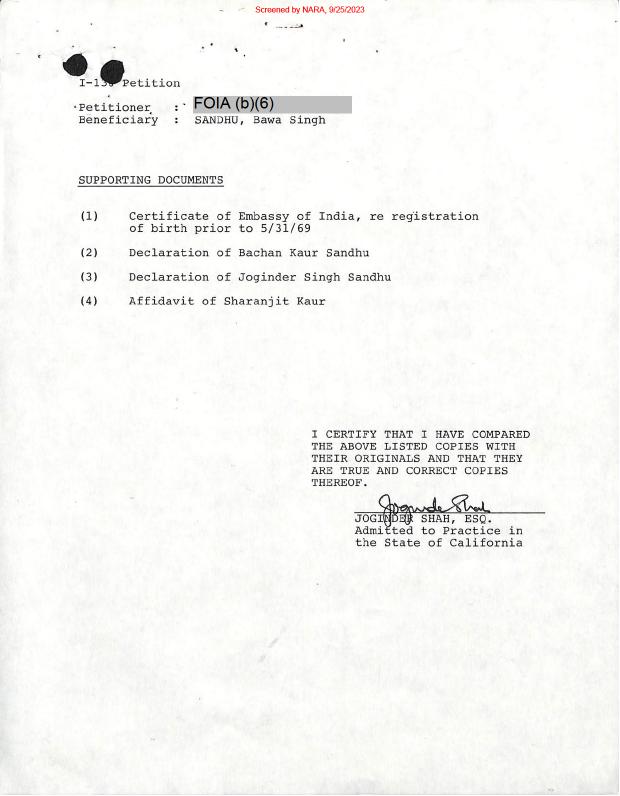 Screened by NARA, 9/25/2023
I-130 Petition
Petitioner : FOIA (b)(6)
Beneficiary : SANDHU, Bawa Singh
SUPPORTING DOCUMENTS
(1) Certificate of Embassy of India, re registration
of birth prior to 5/31/69
(2) Declaration of Bachan Kaur Sandhu
(3) Declaration of Joginder Singh Sandhu
(4) Affidavit of Sharanjit Kaur
I CERTIFY THAT I HAVE COMPARED
THE ABOVE LISTED COPIES WITH
THEIR ORIGINALS AND THAT THEY
ARE TRUE AND CORRECT COPIES
THEREOF.
Joginder Shah
JOGINDER SHAH, ESQ.
Admitted to Practice in
the State of California